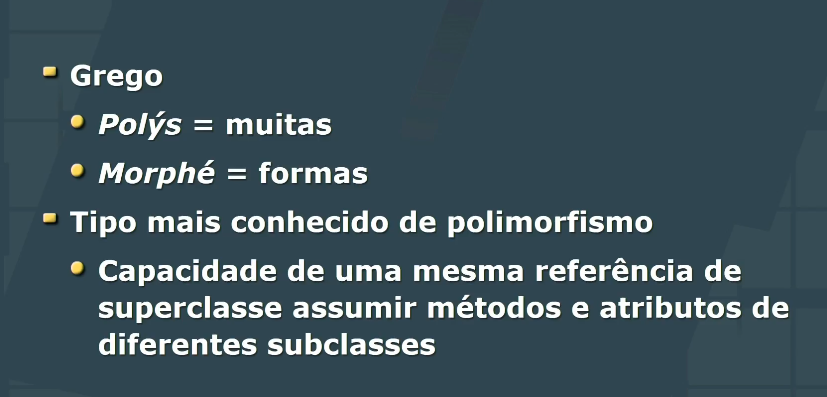 Grego
Polýs = muitas
Morphé = formas
Tipo mais conhecido de polimorfismo
Capacidade de uma mesma referência de
superclasse assumir métodos e atributos de
diferentes subclasses